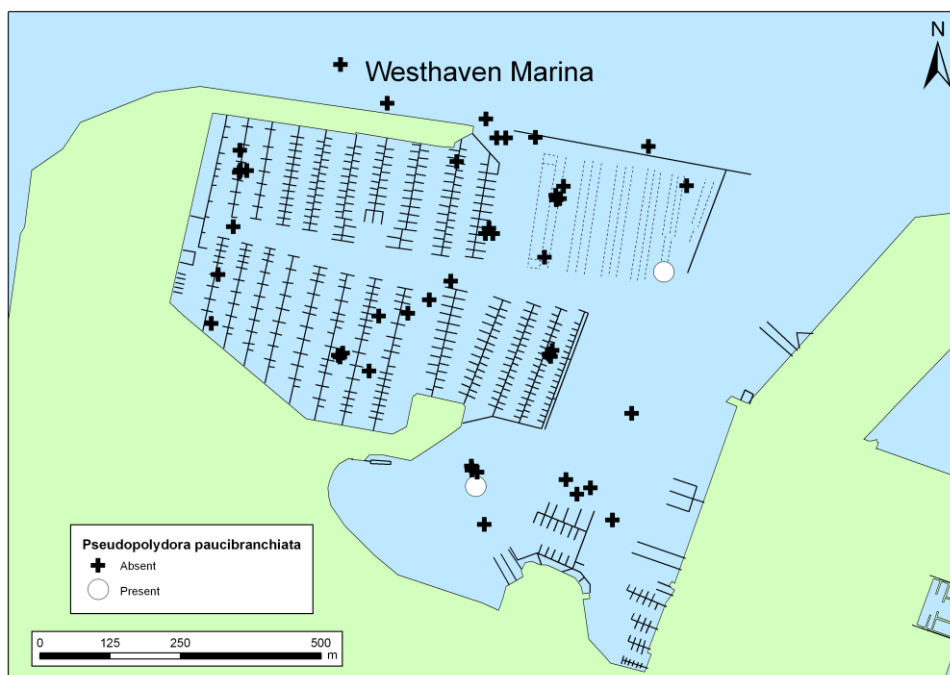 N
Westhaven Marina
Pseudopolydora paucibranchiata
Absent
Present
0 125 250 500
m